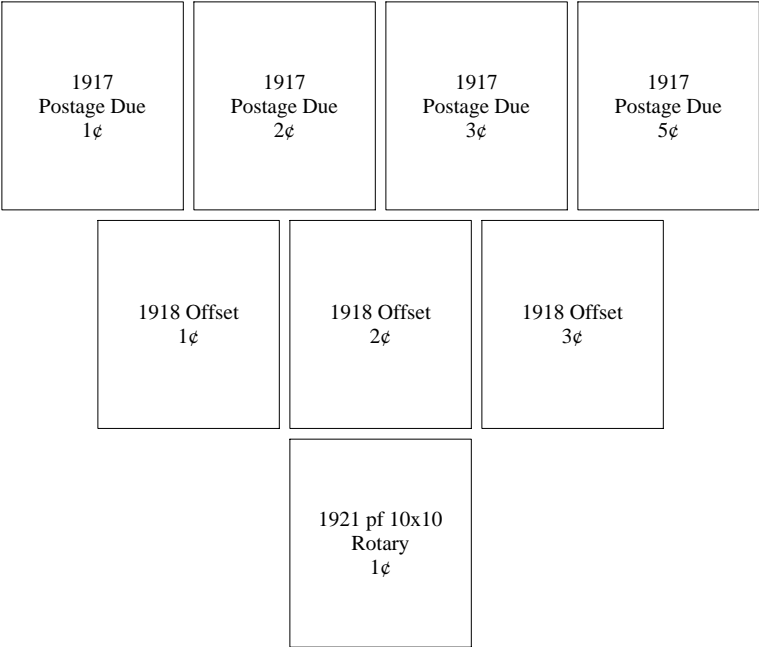 1917
Postage Due
1¢
1917
Postage Due
2¢
1917
Postage Due
3¢
1917
Postage Due
5¢
1918 Offset
1¢
1918 Offset
2¢
1918 Offset
3¢
1921 pf 10x10
Rotary
1¢